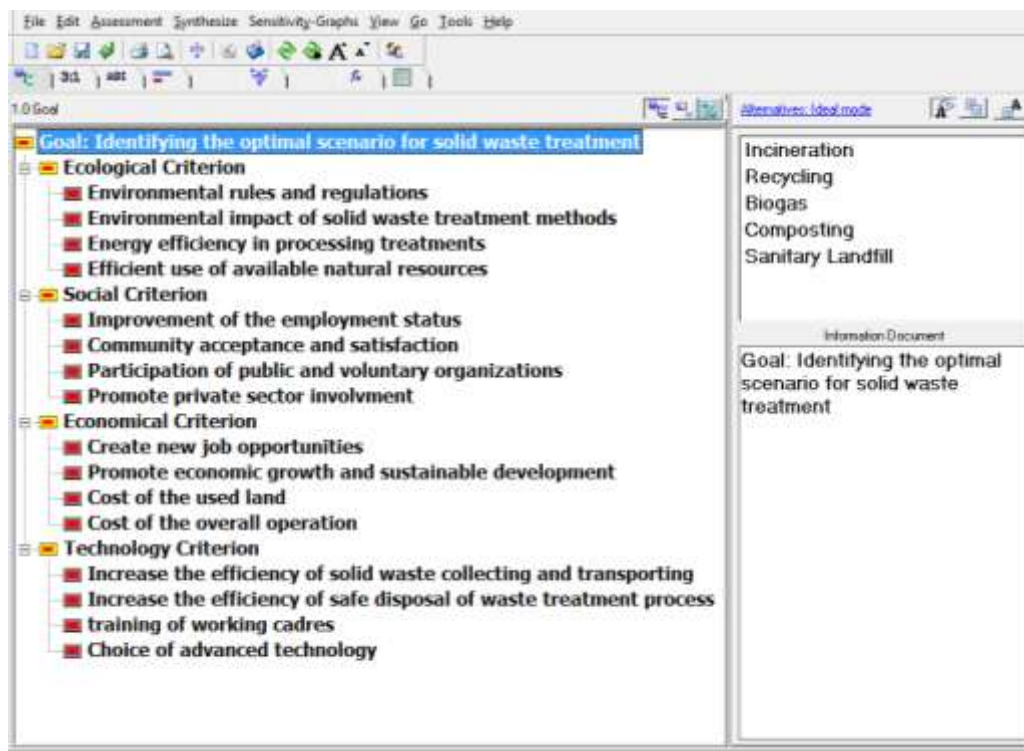 File Edit Assessment Synthesize Sensitivity-Graphs View Go Tools Help
3:1 ABC
1.0 Goal
Alternatives: Ideal mode
Goal: Identifying the optimal scenario for solid waste treatment
Ecological Criterion
Environmental rules and regulations
Environmental impact of solid waste treatment methods
Energy efficiency in processing treatments
Efficient use of available natural resources
Social Criterion
Improvement of the employment status
Community acceptance and satisfaction
Participation of public and voluntary organizations
Promote private sector involvment
Economical Criterion
Create new job opportunities
Promote economic growth and sustainable development
Cost of the used land
Cost of the overall operation
Technology Criterion
Increase the efficiency of solid waste collecting and transporting
Increase the efficiency of safe disposal of waste treatment process
training of working cadres
Choice of advanced technology
Incineration
Recycling
Biogas
Composting
Sanitary Landfill
Information Document
Goal: Identifying the optimal
scenario for solid waste
treatment